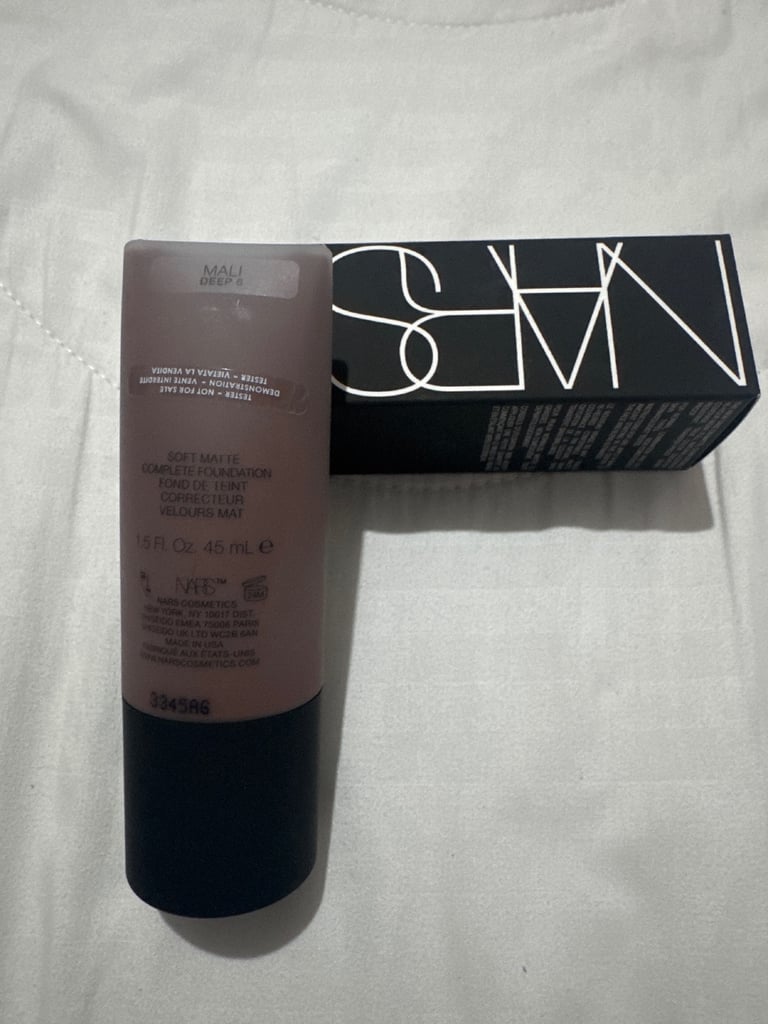 MALI
DEEP 6
TESTER - NOT FOR SALE
DEMONSTRATION - VENTE INTERDITE
TESTER - VIETATA LA VENDITA
SOFT MATTE
COMPLETE FOUNDATION
FOND DE TEINT
CORRECTEUR
VELOURS MAT
1.5 Fl. Oz. 45 mL e
24M
NARS™
NARS COSMETICS
NEW YORK, NY 10017 DIST.
SHISEIDO EMEA 75008 PARIS
SHISEIDO UK LTD WC2B 6AN
MADE IN USA
FABRIQUÉ AUX ÉTATS-UNIS
WWW.NARSCOSMETICS.COM
3345A6
NARS